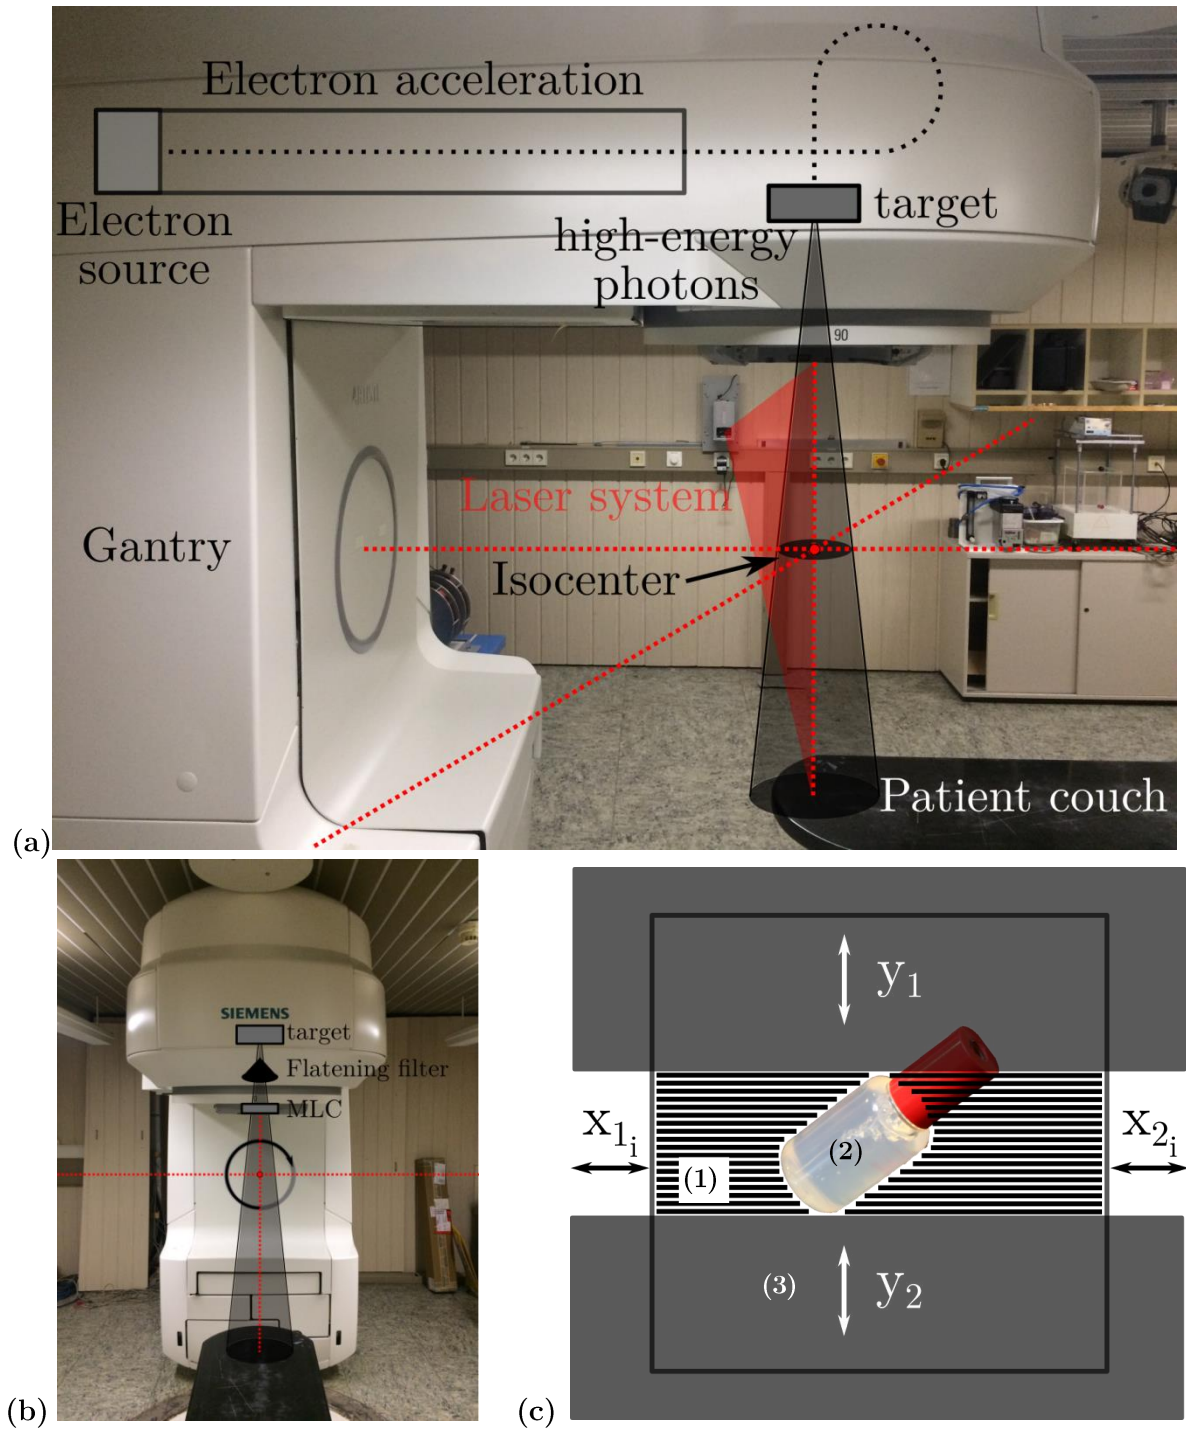 Electron acceleration
Electron
source
target
high-energy
photons
90
Laser system
Gantry
Isocenter
Patient couch
(a)
SIEMENS
target
Flatening filter
MLC
(b)
y1
x1i
(2)
x2i
(1)
(3)
y2
(c)